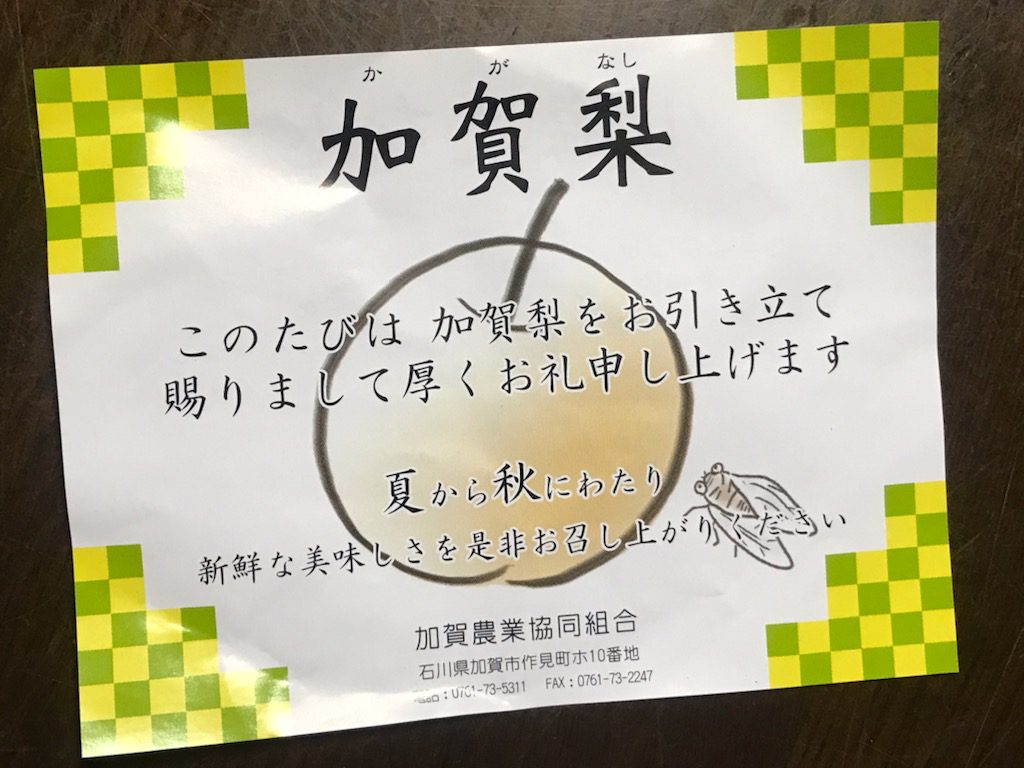 か が なし
加賀梨
このたびは 加賀梨をお引き立て
賜りまして厚くお礼申し上げます
夏から秋にわたり
新鮮な美味しさを是非お召し上がりください
加賀農業協同組合
石川県加賀市作見町ホ10番地
電話：0761-73-5311 FAX：0761-73-2247